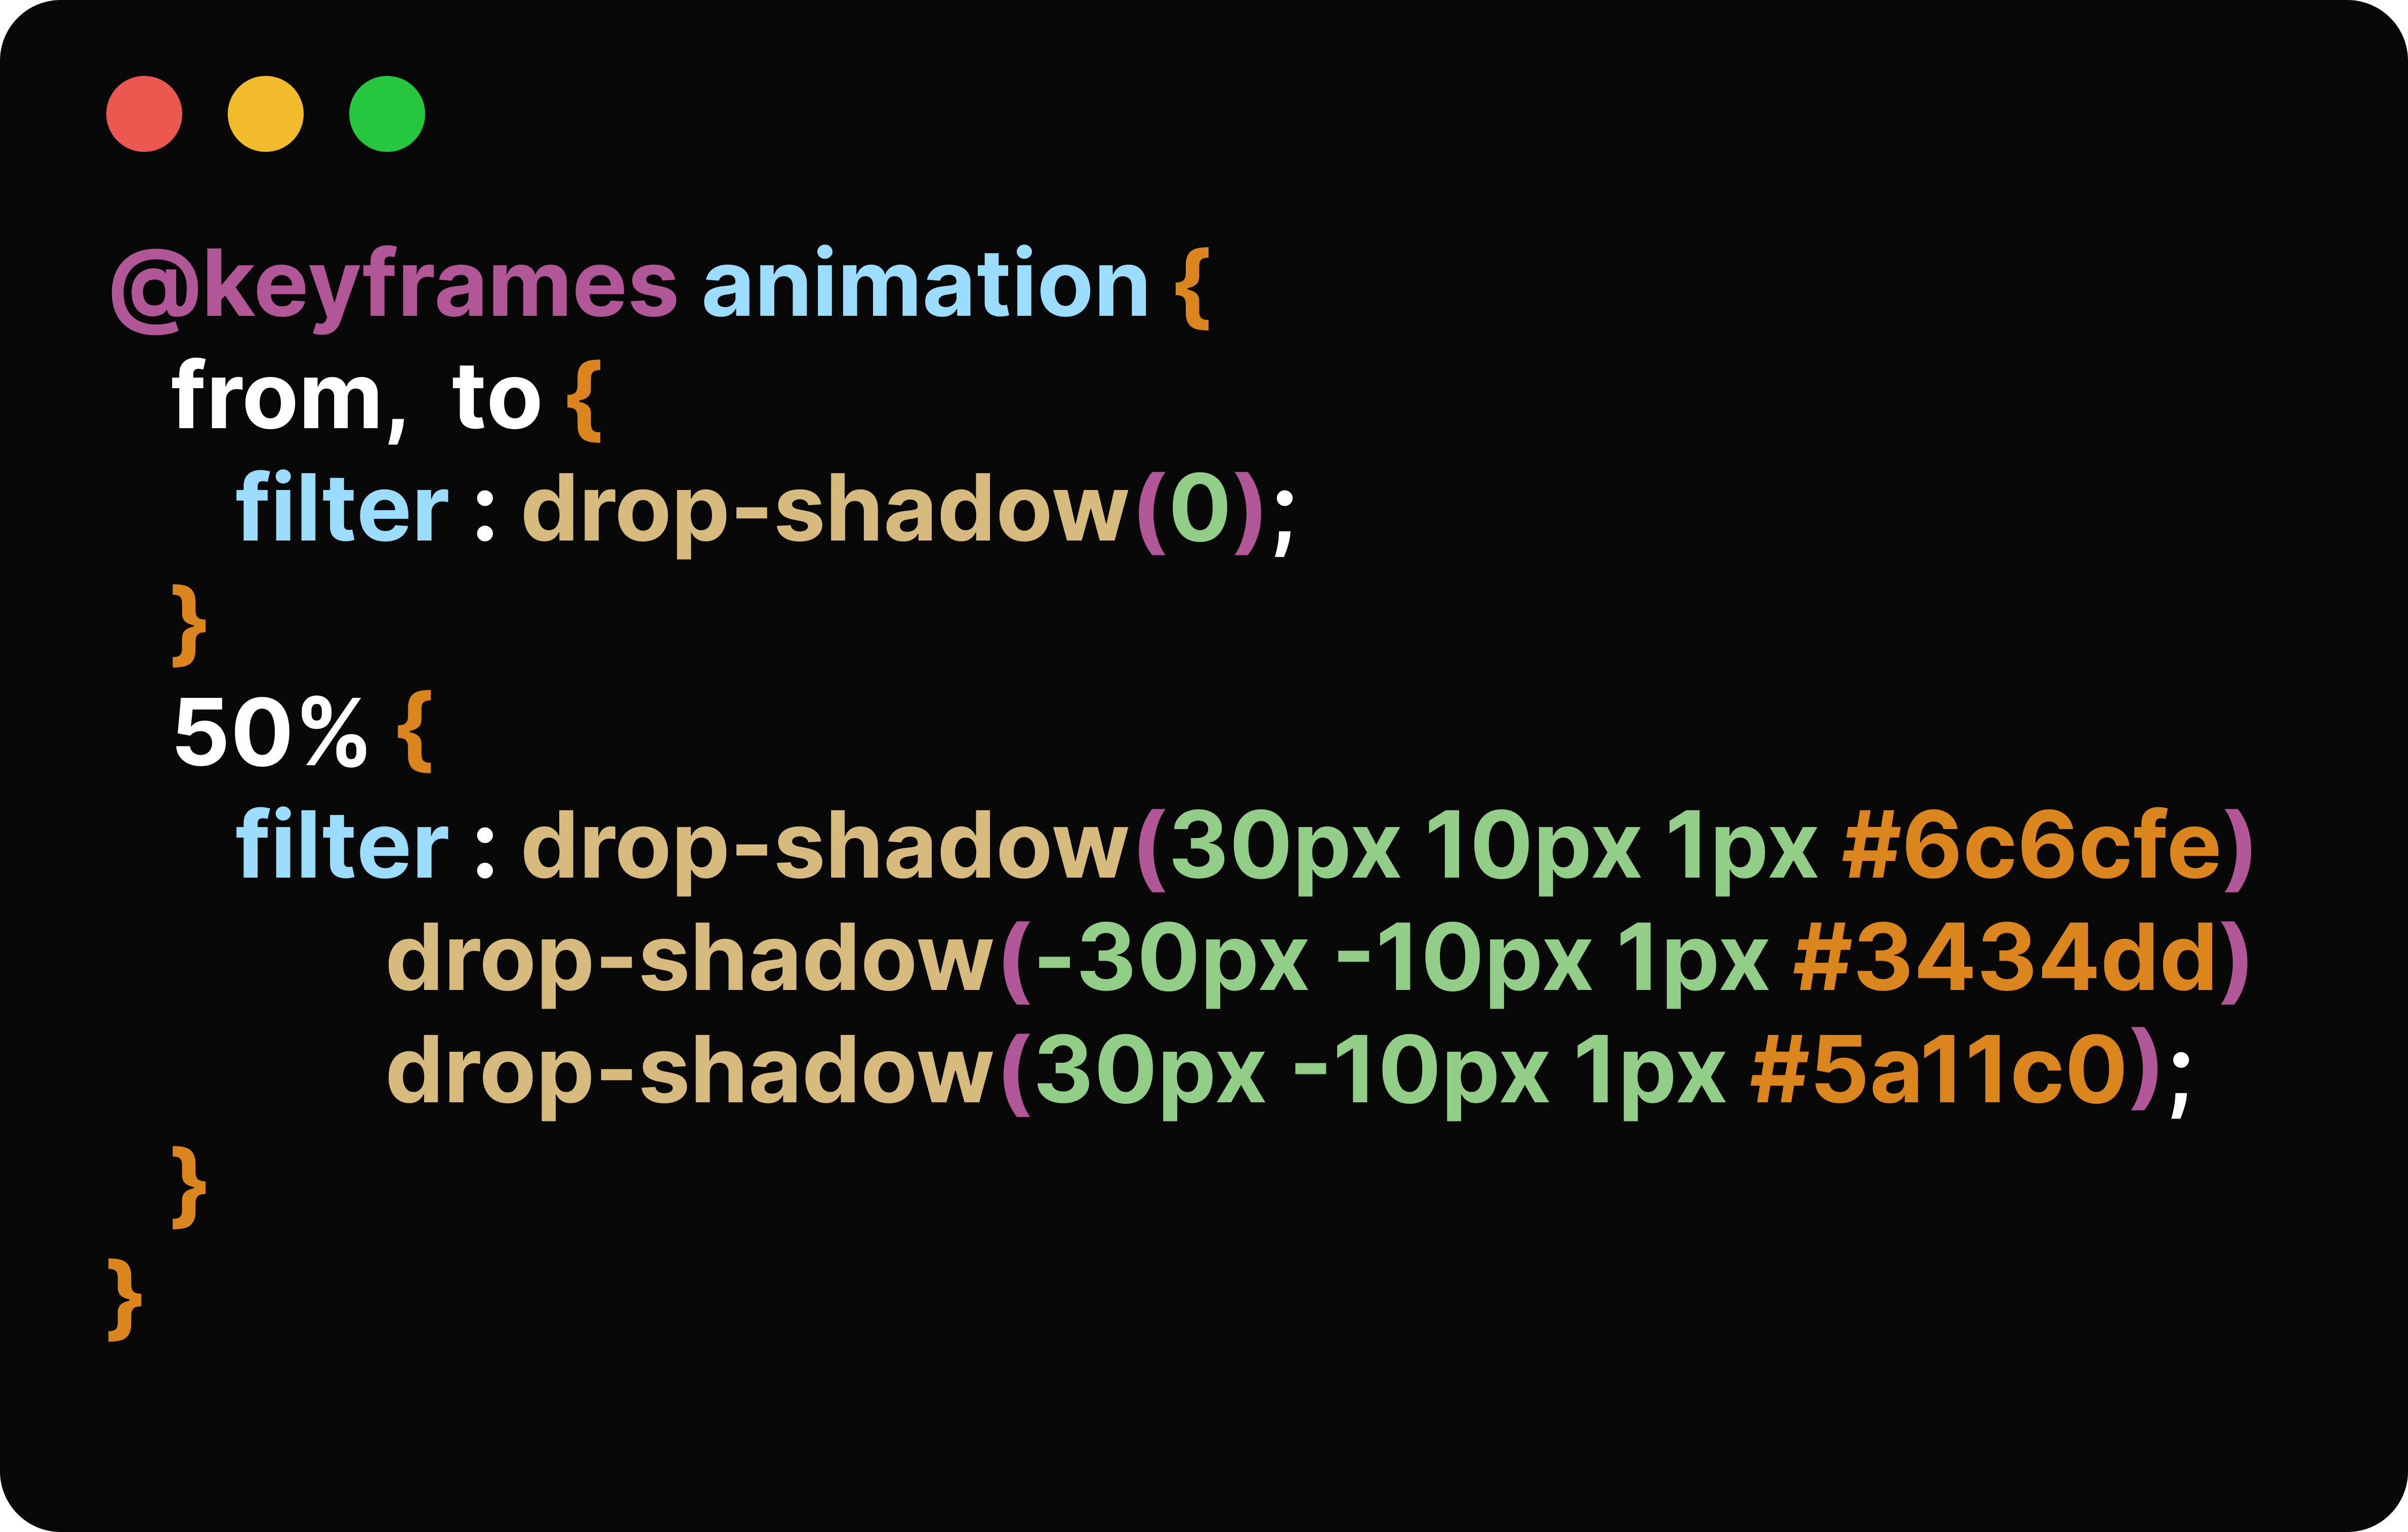 @keyframes animation {
from, to {
filter : drop-shadow(0);
}
50% {
filter : drop-shadow(30px 10px 1px #6c6cfe)
drop-shadow(-30px -10px 1px #3434dd)
drop-shadow(30px -10px 1px #5a11c0);
}
}